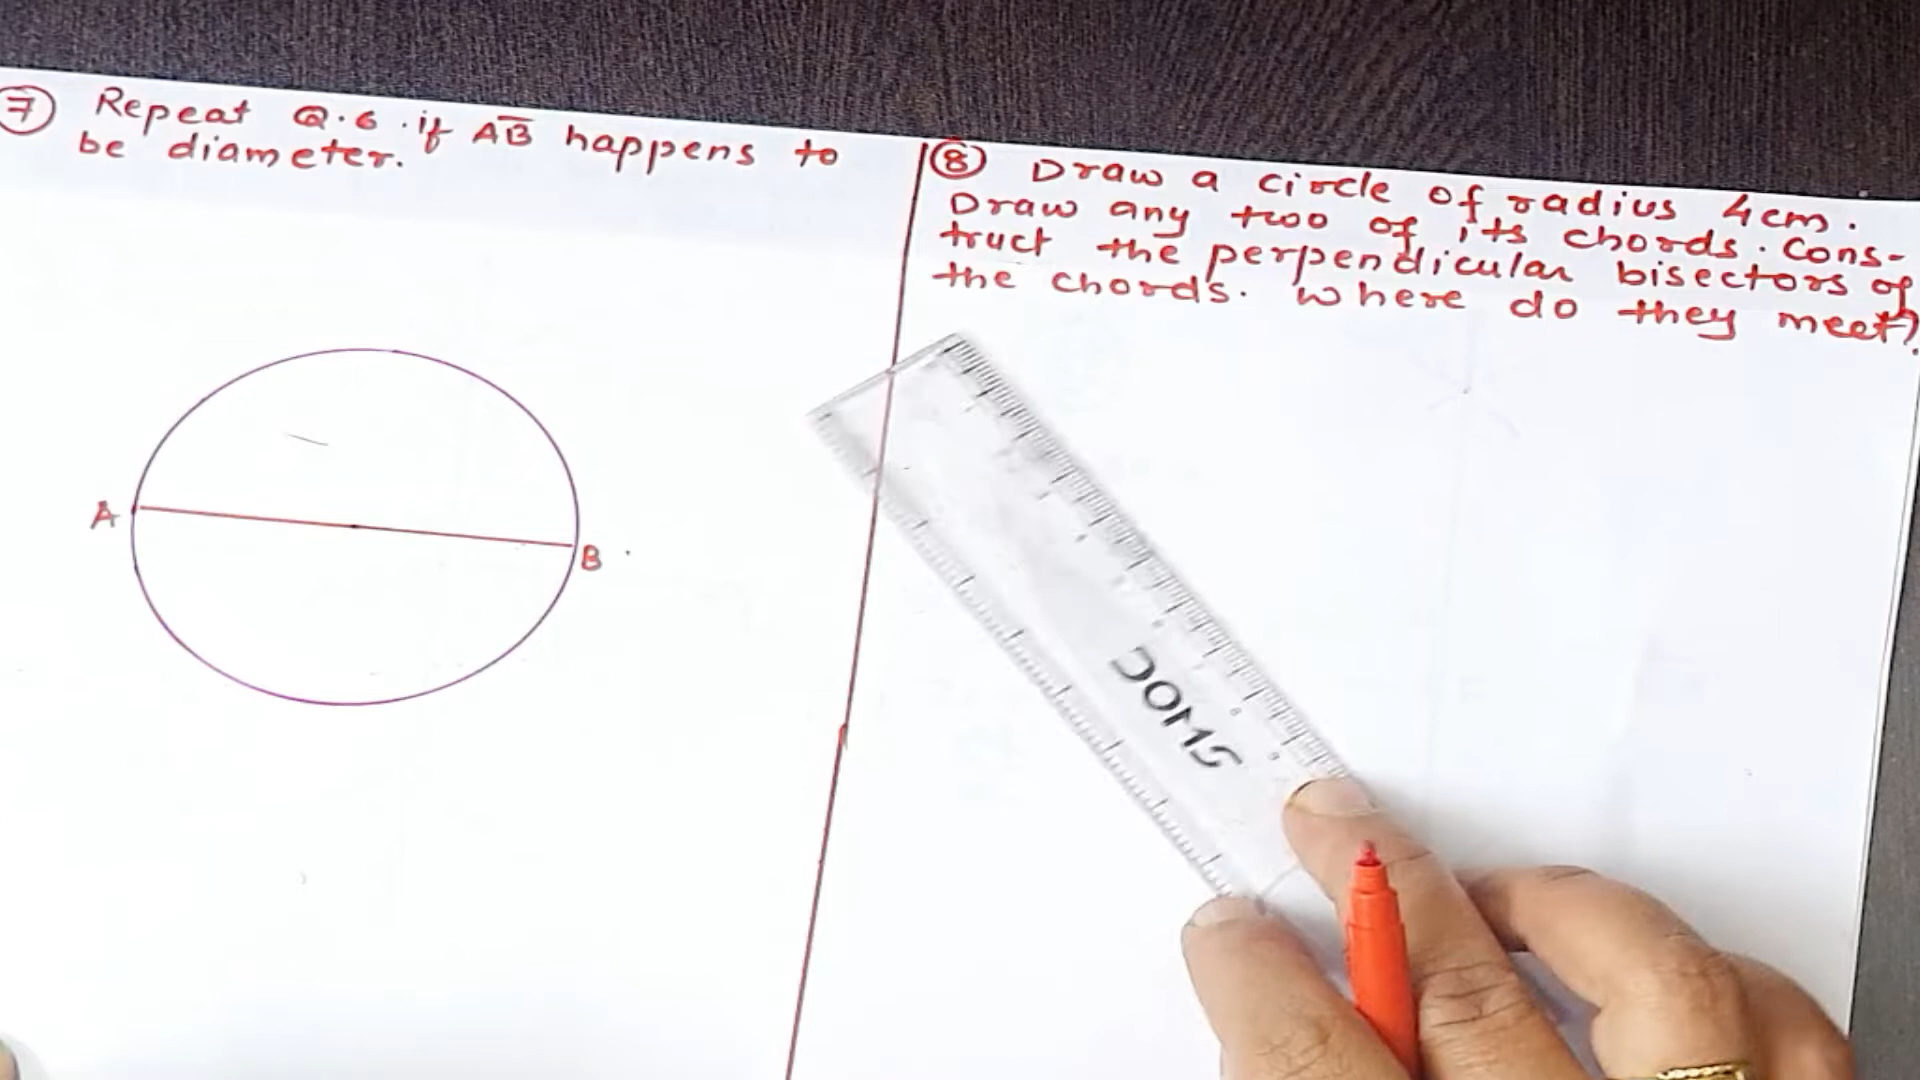 ⑦ Repeat Q.6. if A̅B̅ happens to
be diameter.
A
B
⑧ Draw a circle of radius 4cm.
Draw any two of its chords. Cons-
truct the perpendicular bisectors of
the chords. Where do they meet?
DOMS